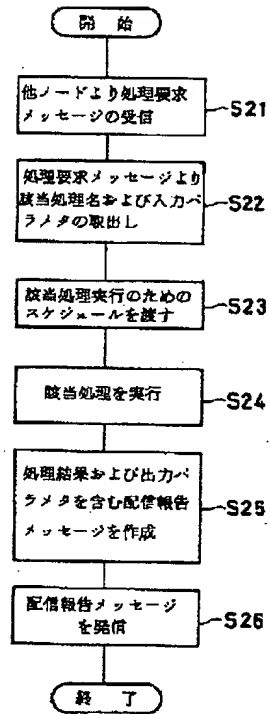 開始
他ノードより処理要求
メッセージの受信
S21
処理要求メッセージより
該当処理名および入力パ
ラメタの取出し
S22
該当処理実行のための
スケジュールを渡す
S23
該当処理を実行
S24
処理結果および出力パ
ラメタを含む配信報告
メッセージを作成
S25
配信報告メッセージ
を発信
S26
終了